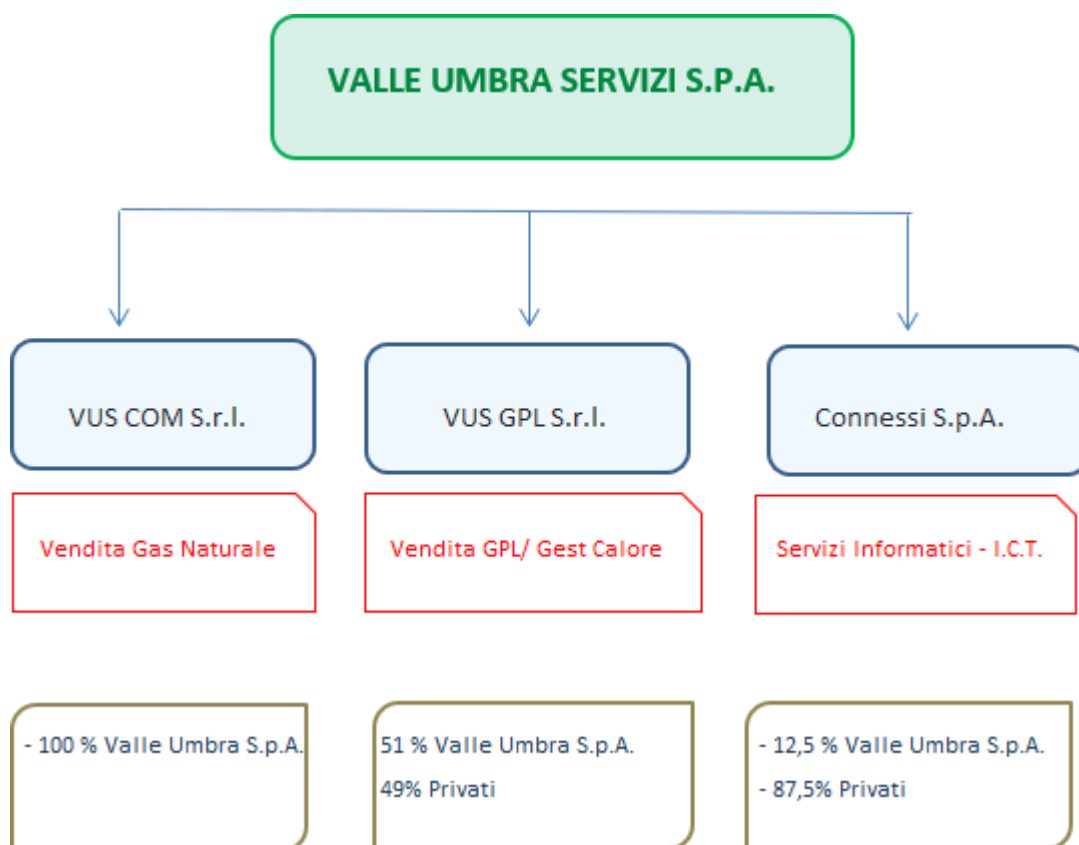 VALLE UMBRA SERVIZI S.P.A.
VUS COM S.r.l.
VUS GPL S.r.l.
Connessi S.p.A.
Vendita Gas Naturale
Vendita GPL/ Gest Calore
Servizi Informatici - I.C.T.
- 100 % Valle Umbra S.p.A.
51 % Valle Umbra S.p.A.
49% Privati
- 12,5 % Valle Umbra S.p.A.
- 87,5% Privati